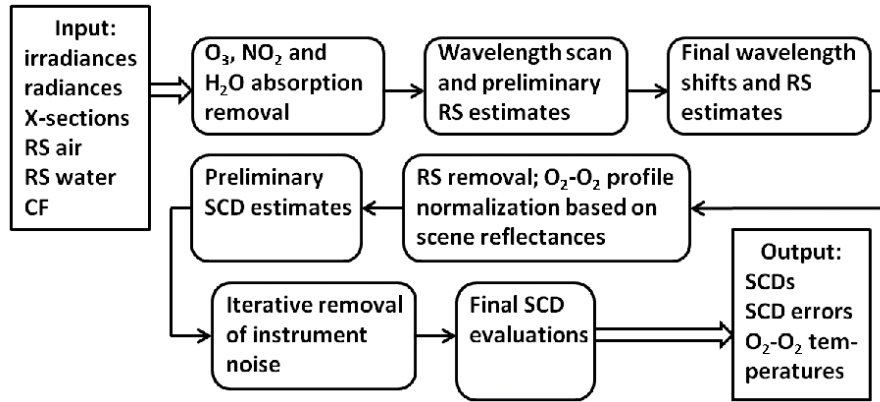 Input:
irradiances
radiances
X-sections
RS air
RS water
CF
O₃, NO₂ and
H₂O absorption
removal
Wavelength scan
and preliminary
RS estimates
Final wavelength
shifts and RS
estimates
RS removal; O₂-O₂ profile
normalization based on
scene reflectances
Preliminary
SCD estimates
Iterative removal
of instrument
noise
Final SCD
evaluations
Output:
SCDs
SCD errors
O₂-O₂ tem-
peratures